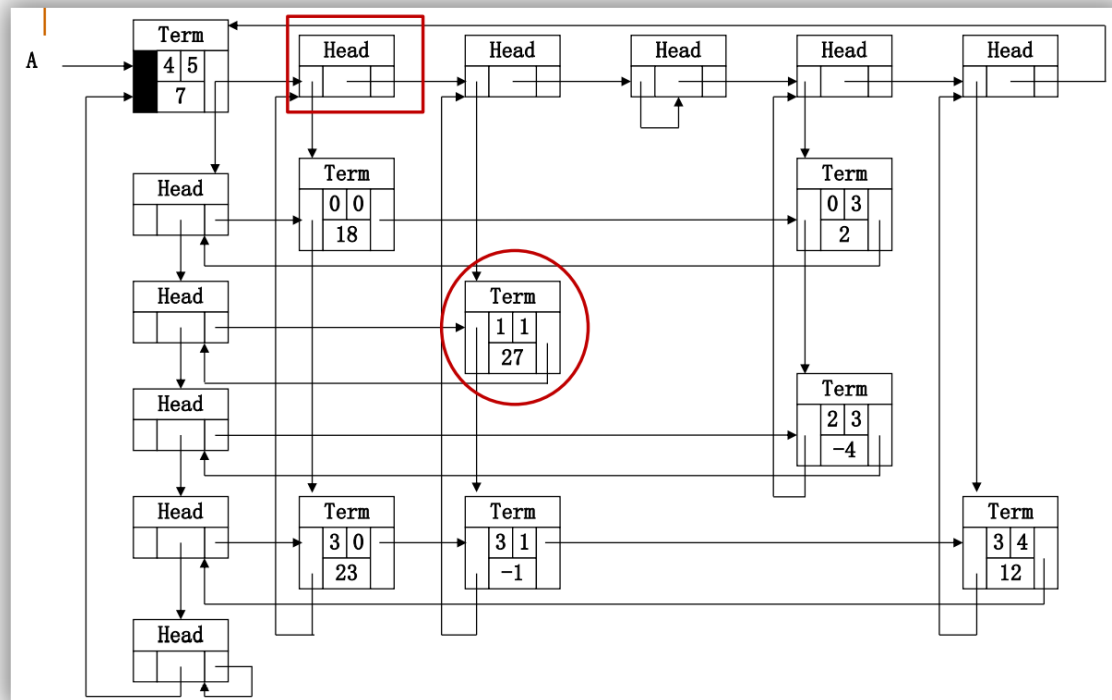 Term
A
4 5
7
Head
Head
Head
Head
Head
Head
Term
0 0
18
Term
0 3
2
Head
Term
1 1
27
Head
Term
2 3
-4
Head
Term
3 0
23
Term
3 1
-1
Term
3 4
12
Head